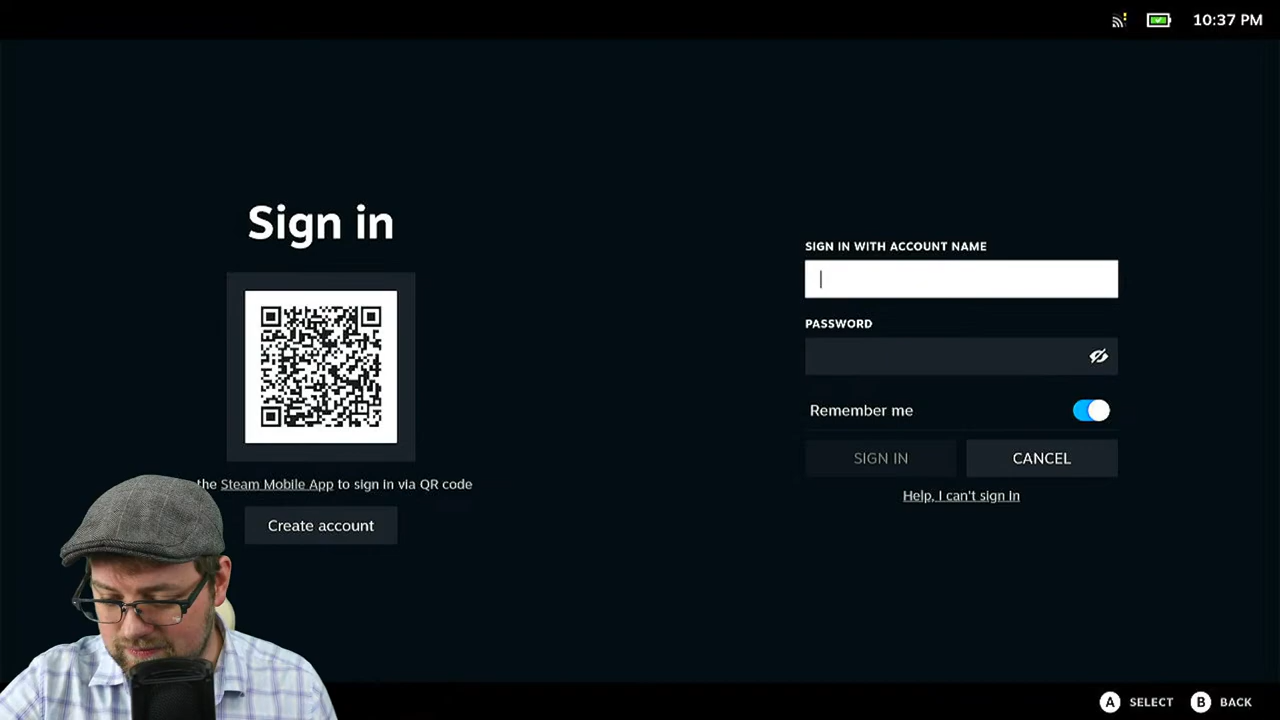 10:37 PM
Sign in
the Steam Mobile App to sign in via QR code
Create account
SIGN IN WITH ACCOUNT NAME
PASSWORD
Remember me
SIGN IN
CANCEL
Help, I can't sign In
A SELECT B BACK